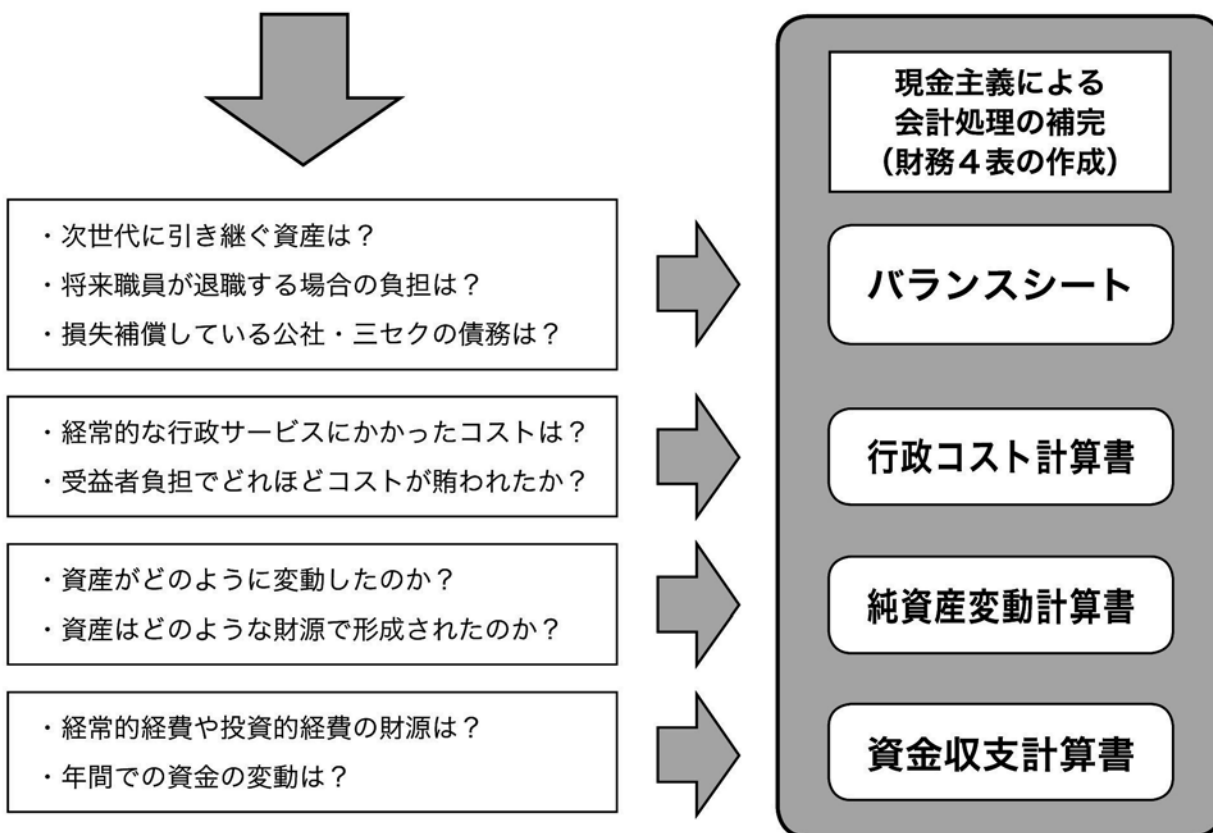 現金主義による
会計処理の補完
（財務４表の作成）
・次世代に引き継ぐ資産は？
・将来職員が退職する場合の負担は？
・損失補償している公社・三セクの債務は？
バランスシート
・経常的な行政サービスにかかったコストは？
・受益者負担でどれほどコストが賄われたか？
行政コスト計算書
・資産がどのように変動したのか？
・資産はどのような財源で形成されたのか？
純資産変動計算書
・経常的経費や投資的経費の財源は？
・年間での資金の変動は？
資金収支計算書